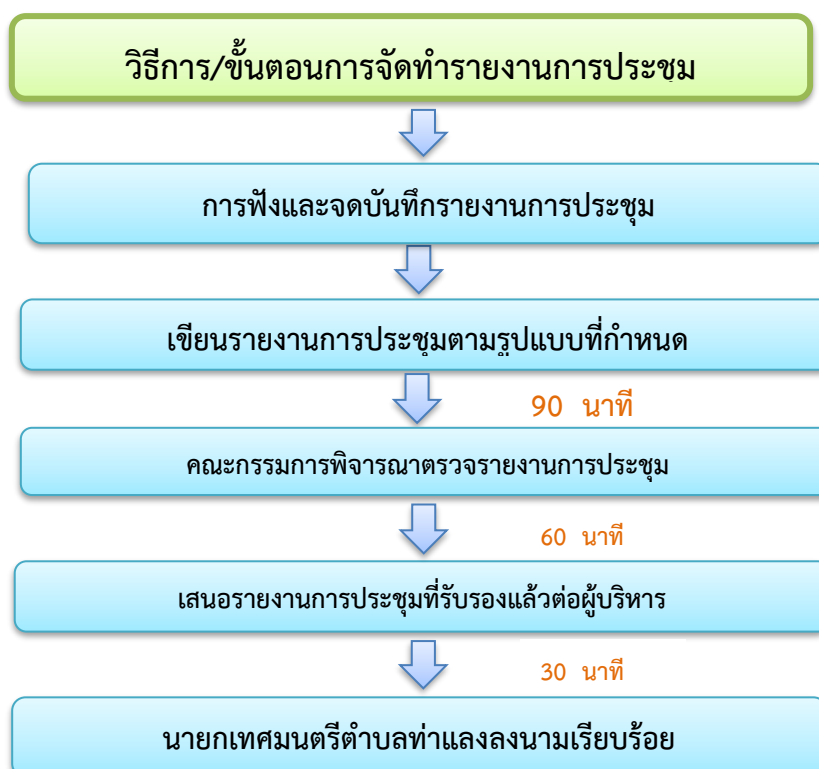 วิธีการ/ขั้นตอนการจัดทำรายงานการประชุม
การฟังและจดบันทึกรายงานการประชุม
เขียนรายงานการประชุมตามรูปแบบที่กำหนด
90 นาที
คณะกรรมการพิจารณาตรวจรายงานการประชุม
60 นาที
เสนอรายงานการประชุมที่รับรองแล้วต่อผู้บริหาร
30 นาที
นายกเทศมนตรีตำบลท่าแลงลงนามเรียบร้อย